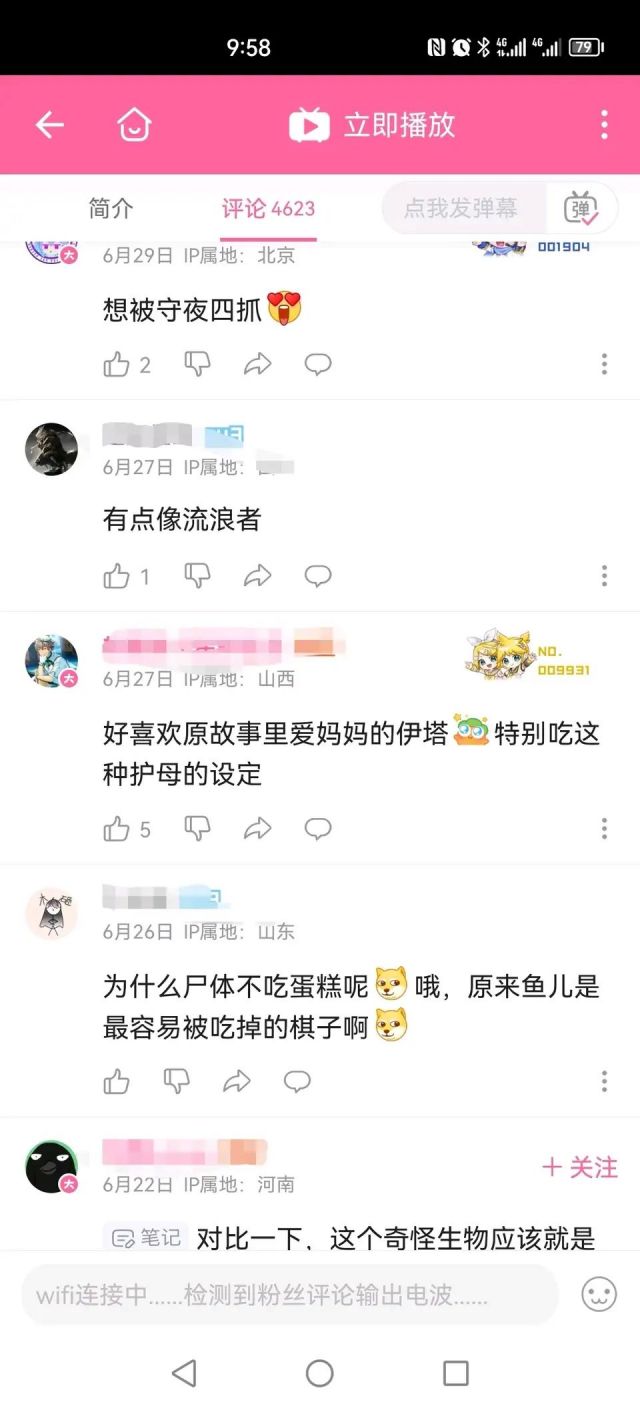 9:58
4G
4G
79
立即播放
简介
评论 4623
点我发弹幕
弹
大
6月29日 IP属地：北京
001904
想被守夜四抓
2
6月27日 IP属地：
有点像流浪者
1
大
NO.
009931
6月27日 IP属地：山西
好喜欢原故事里爱妈妈的伊塔 特别吃这
种护母的设定
5
6月26日 IP属地：山东
为什么尸体不吃蛋糕呢 哦，原来鱼儿是
最容易被吃掉的棋子啊
大
+ 关注
6月22日 IP属地：河南
笔记 对比一下，这个奇怪生物应该就是
wifi连接中......检测到粉丝评论输出电波......